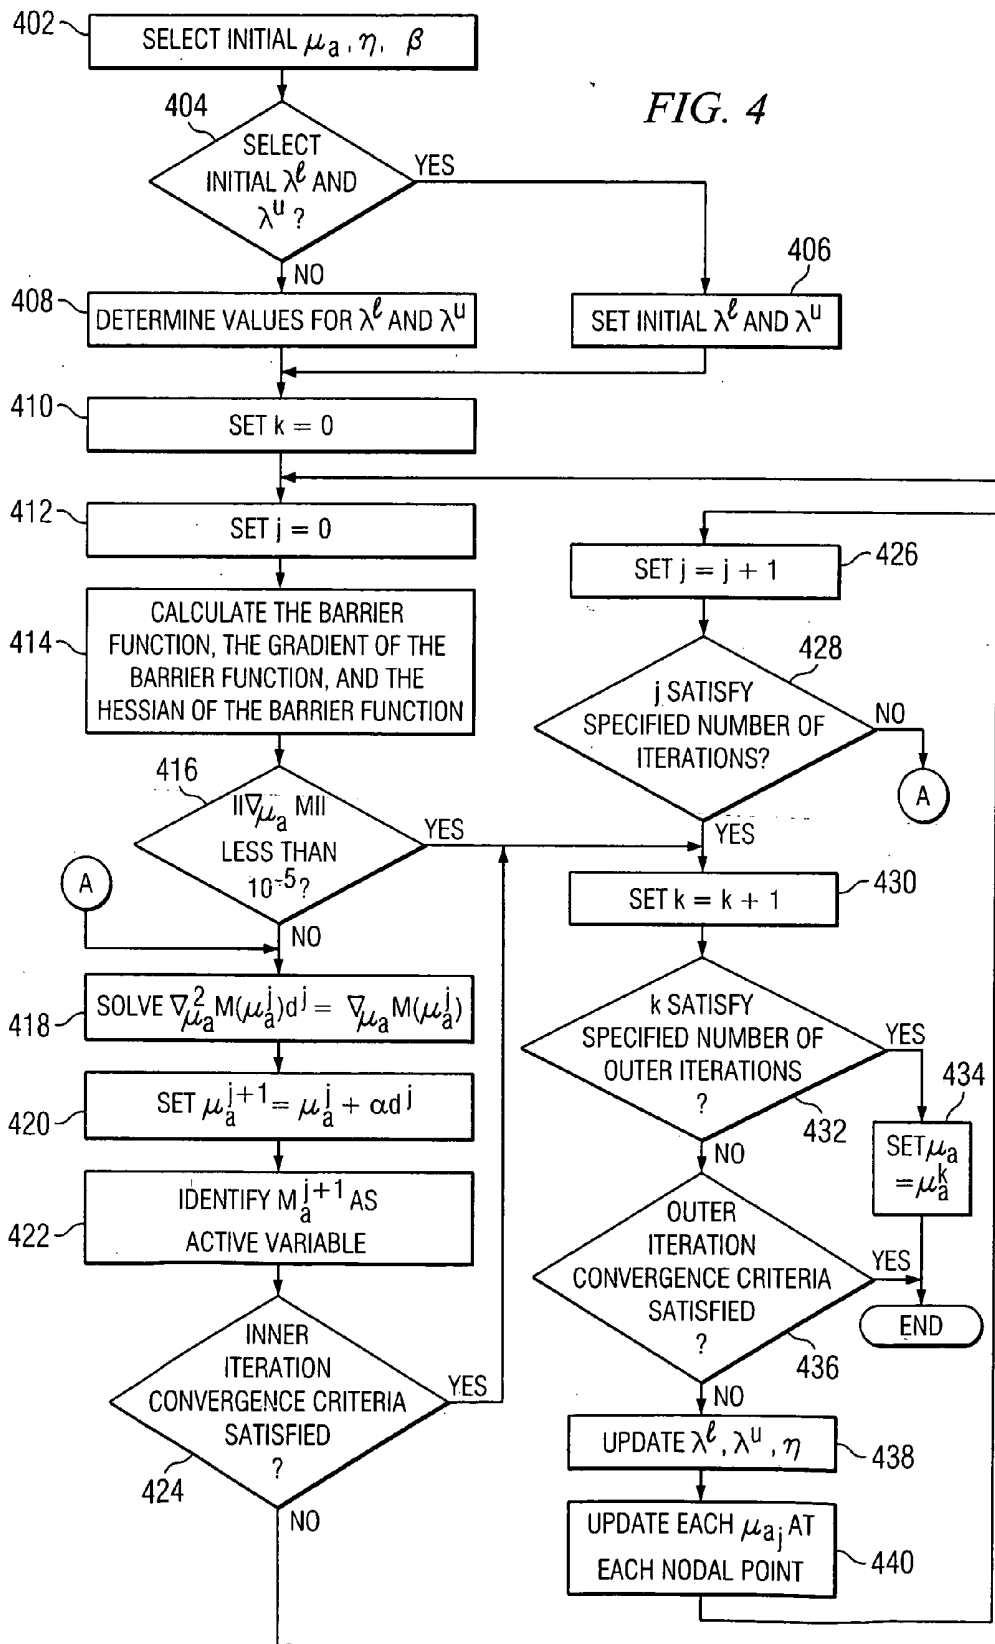 FIG. 4
402
SELECT INITIAL μa, η, β
404
SELECT
INITIAL λℓ AND
λu ?
YES
NO
406
SET INITIAL λℓ AND λu
408
DETERMINE VALUES FOR λℓ AND λu
410
SET k = 0
412
SET j = 0
414
CALCULATE THE BARRIER
FUNCTION, THE GRADIENT OF THE
BARRIER FUNCTION, AND THE
HESSIAN OF THE BARRIER FUNCTION
416
||∇μa M||
LESS THAN
10-5?
YES
NO
A
418
SOLVE ∇²μa M(μaʲ)dʲ = ∇μa M(μaʲ)
420
SET μaʲ⁺¹ = μaʲ + αdʲ
422
IDENTIFY Maʲ⁺¹ AS
ACTIVE VARIABLE
INNER
ITERATION
CONVERGENCE CRITERIA
SATISFIED
?
424
YES
NO
SET j = j + 1
426
428
j SATISFY
SPECIFIED NUMBER OF
ITERATIONS?
NO
A
YES
SET k = k + 1
430
k SATISFY
SPECIFIED NUMBER OF
OUTER ITERATIONS
?
432
YES
NO
434
SET μa
= μaᵏ
OUTER
ITERATION
CONVERGENCE CRITERIA
SATISFIED
?
436
YES
END
NO
UPDATE λℓ, λu, η
438
UPDATE EACH μaj AT
EACH NODAL POINT
440